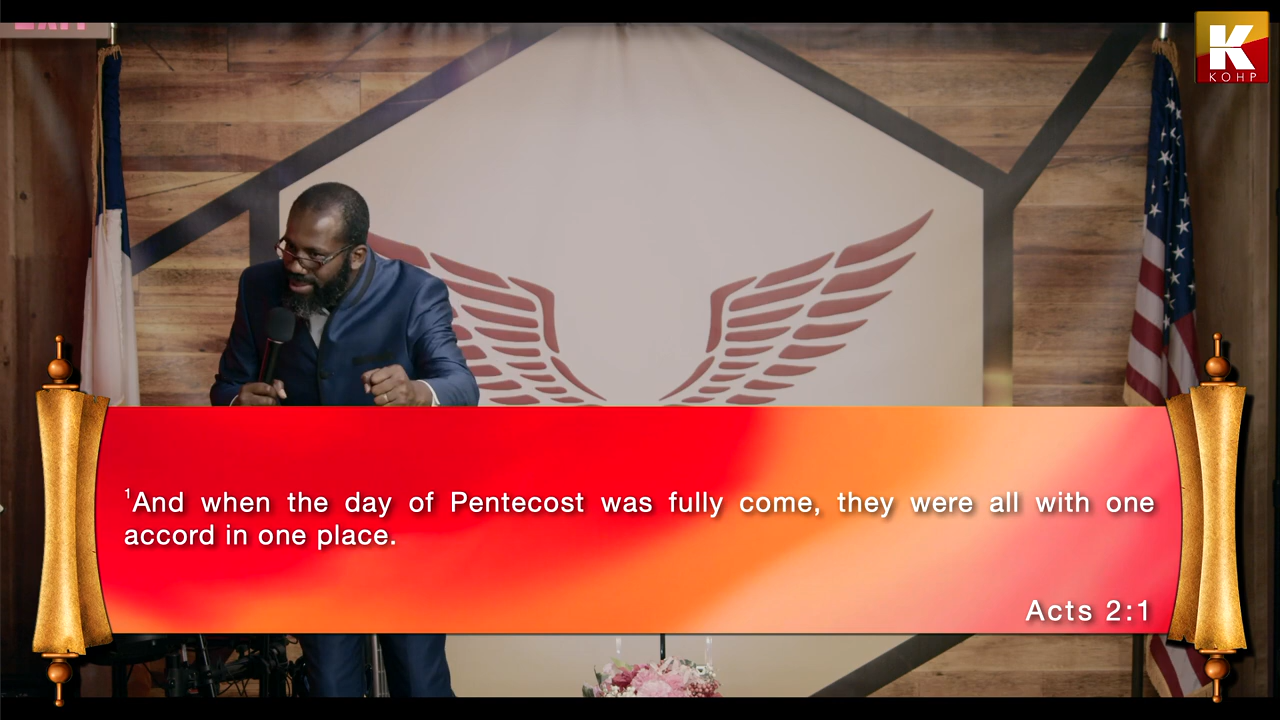 EXIT
K
KOHP
1And when the day of Pentecost was fully come, they were all with one
accord in one place.
Acts 2:1